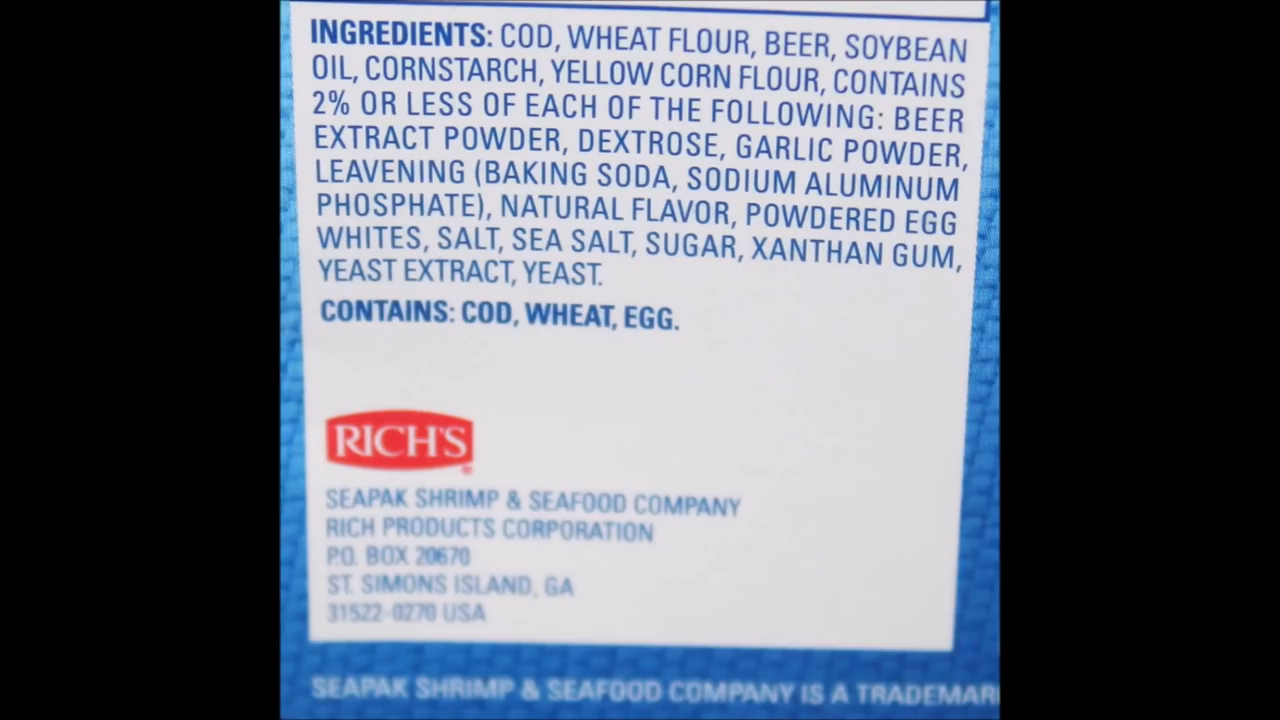 INGREDIENTS: COD, WHEAT FLOUR, BEER, SOYBEAN
OIL, CORNSTARCH, YELLOW CORN FLOUR, CONTAINS
2% OR LESS OF EACH OF THE FOLLOWING: BEER
EXTRACT POWDER, DEXTROSE, GARLIC POWDER,
LEAVENING (BAKING SODA, SODIUM ALUMINUM
PHOSPHATE), NATURAL FLAVOR, POWDERED EGG
WHITES, SALT, SEA SALT, SUGAR, XANTHAN GUM,
YEAST EXTRACT, YEAST.
CONTAINS: COD, WHEAT, EGG.
RICH'S®
SEAPAK SHRIMP & SEAFOOD COMPANY
RICH PRODUCTS CORPORATION
P.O. BOX 20670
ST. SIMONS ISLAND, GA
31522-0270 USA
SEAPAK SHRIMP & SEAFOOD COMPANY IS A TRADEMAR